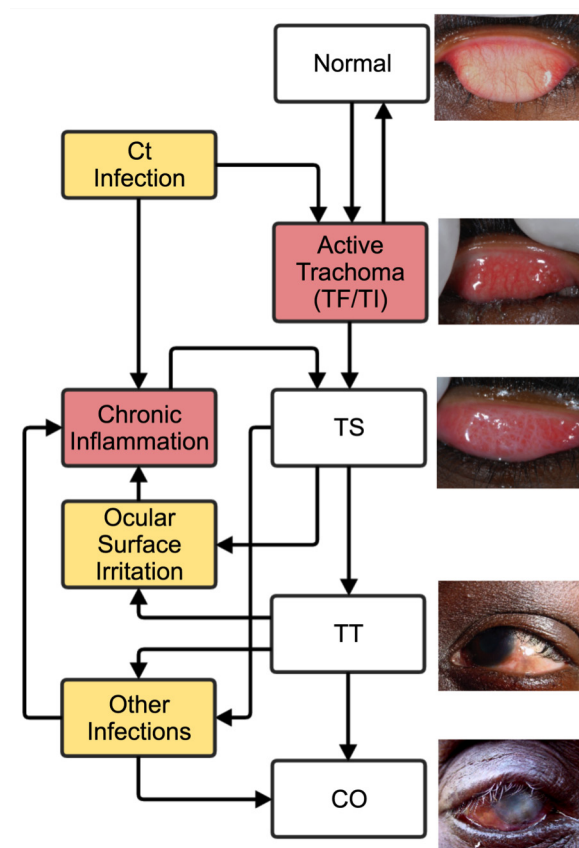 Normal
Ct
Infection
Active
Trachoma
(TF/TI)
Chronic
Inflammation
TS
Ocular
Surface
Irritation
TT
Other
Infections
CO